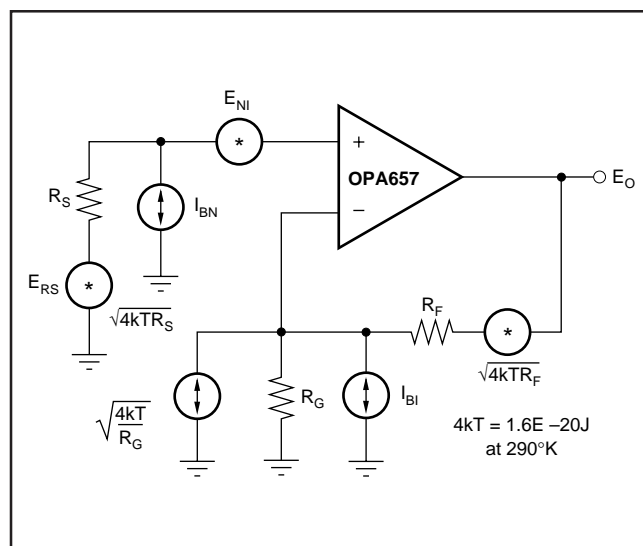 E_NI
*
+
OPA657
−
E_O
R_S
I_BN
E_RS
*
√4kTR_S
R_F
*
√4kTR_F
√4kT/R_G
R_G
I_BI
4kT = 1.6E –20J
at 290°K